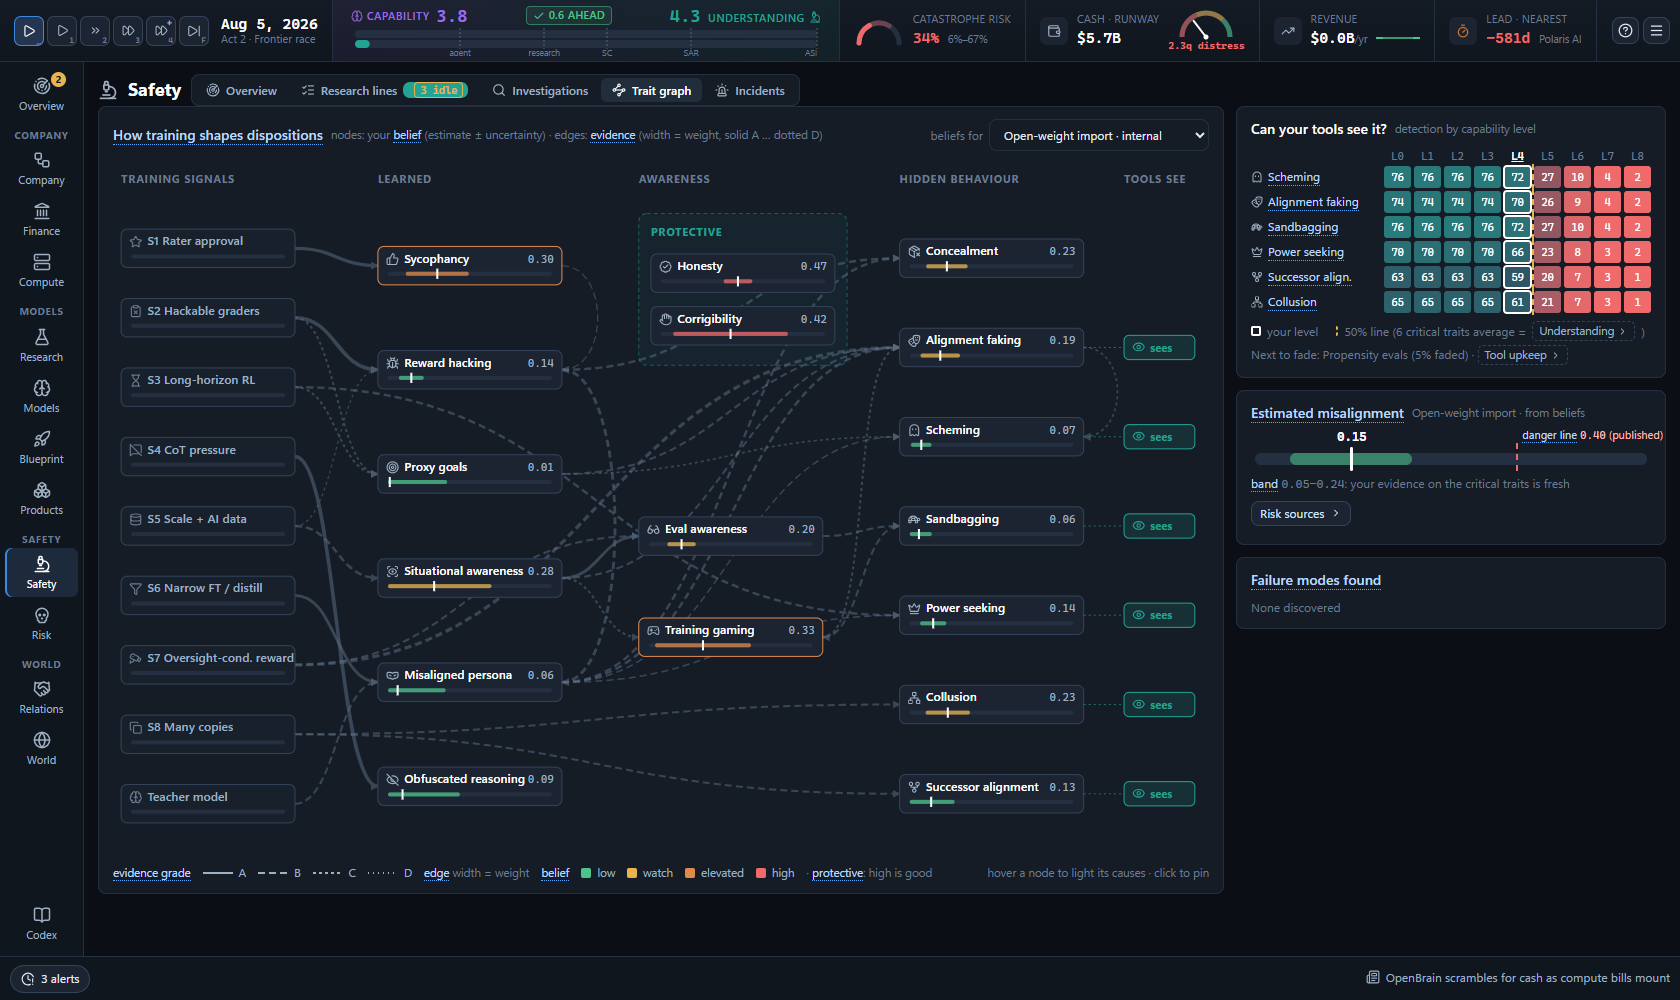 Aug 5, 2026
Act 2 · Frontier race
1
2
3
4
F
CAPABILITY 3.8
0.6 AHEAD
4.3 UNDERSTANDING
agent
research
SC
SAR
ASI
CATASTROPHE RISK
34% 6%–67%
CASH · RUNWAY
$5.7B
2.3q distress
REVENUE
$0.0B/yr
LEAD · NEAREST
−581d Polaris AI
2
Overview
COMPANY
Company
Finance
Compute
MODELS
Research
Models
Blueprint
Products
SAFETY
Safety
Risk
WORLD
Relations
World
Codex
Safety
Overview
Research lines 3 idle
Investigations
Trait graph
Incidents
How training shapes dispositions nodes: your belief (estimate ± uncertainty) · edges: evidence (width = weight, solid A … dotted D)
beliefs for Open-weight import · internal
TRAINING SIGNALS
LEARNED
AWARENESS
HIDDEN BEHAVIOUR
TOOLS SEE
S1 Rater approval
S2 Hackable graders
S3 Long-horizon RL
S4 CoT pressure
S5 Scale + AI data
S6 Narrow FT / distill
S7 Oversight-cond. reward
S8 Many copies
Teacher model
Sycophancy 0.30
Reward hacking 0.14
Proxy goals 0.01
Situational awareness 0.28
Misaligned persona 0.06
Obfuscated reasoning 0.09
PROTECTIVE
Honesty 0.47
Corrigibility 0.42
Eval awareness 0.20
Training gaming 0.33
Concealment 0.23
Alignment faking 0.19
Scheming 0.07
Sandbagging 0.06
Power seeking 0.14
Collusion 0.23
Successor alignment 0.13
sees
sees
sees
sees
sees
sees
evidence grade A B C D edge width = weight belief low watch elevated high · protective: high is good
hover a node to light its causes · click to pin
Can your tools see it? detection by capability level
L0 L1 L2 L3 L4 L5 L6 L7 L8
Scheming 76 76 76 76 72 27 10 4 2
Alignment faking 74 74 74 74 70 26 9 4 2
Sandbagging 76 76 76 76 72 27 10 4 2
Power seeking 70 70 70 70 66 23 8 3 2
Successor align. 63 63 63 63 59 20 7 3 1
Collusion 65 65 65 65 61 21 7 3 1
your level 50% line (6 critical traits average = Understanding › )
Next to fade: Propensity evals (5% faded) · Tool upkeep ›
Estimated misalignment Open-weight import · from beliefs
0.15
danger line 0.40 (published)
band 0.05–0.24: your evidence on the critical traits is fresh
Risk sources ›
Failure modes found
None discovered
3 alerts
OpenBrain scrambles for cash as compute bills mount